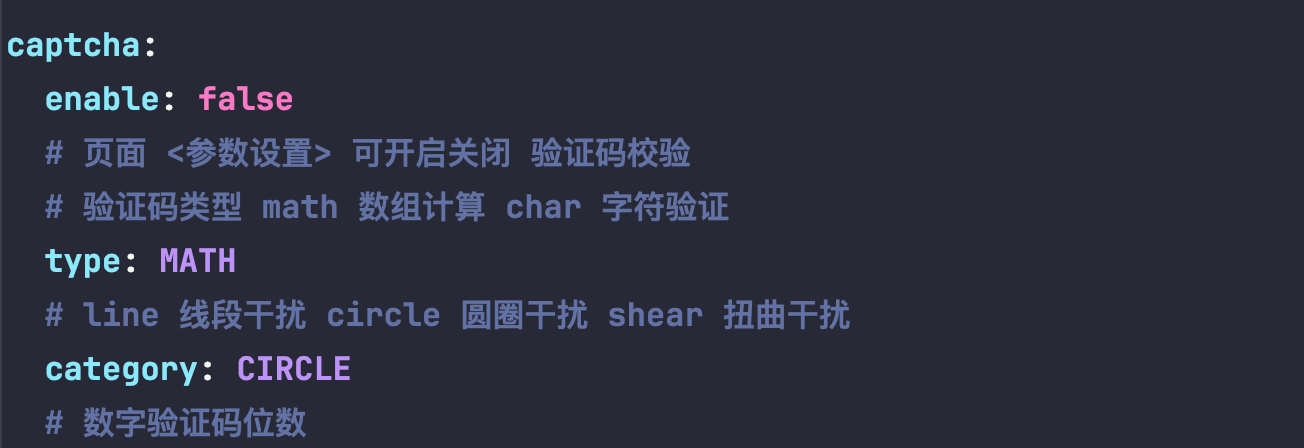 captcha:
  enable: false
  # 页面 <参数设置> 可开启关闭 验证码校验
  # 验证码类型 math 数组计算 char 字符验证
  type: MATH
  # line 线段干扰 circle 圆圈干扰 shear 扭曲干扰
  category: CIRCLE
  # 数字验证码位数